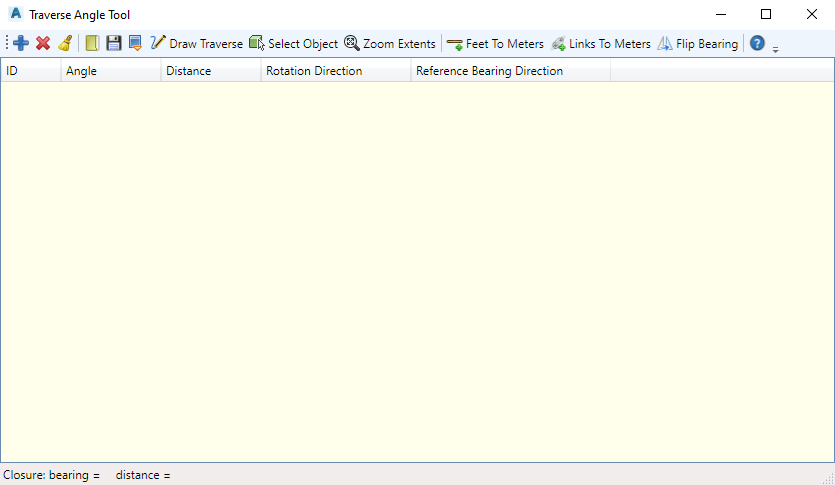 Traverse Angle Tool
Draw Traverse Select Object Zoom Extents Feet To Meters Links To Meters Flip Bearing ?
ID Angle Distance Rotation Direction Reference Bearing Direction
Closure: bearing = distance =